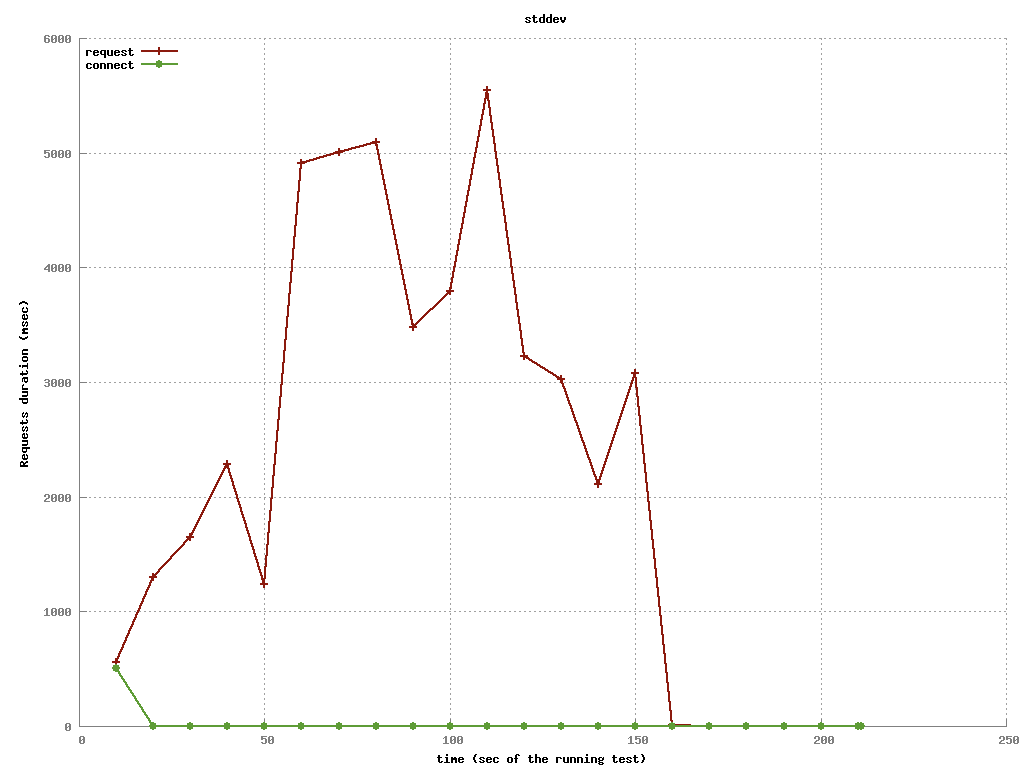 stddev
6000
request
connect
5000
4000
Requests duration (msec)
3000
2000
1000
0
0 50 100 150 200 250
time (sec of the running test)